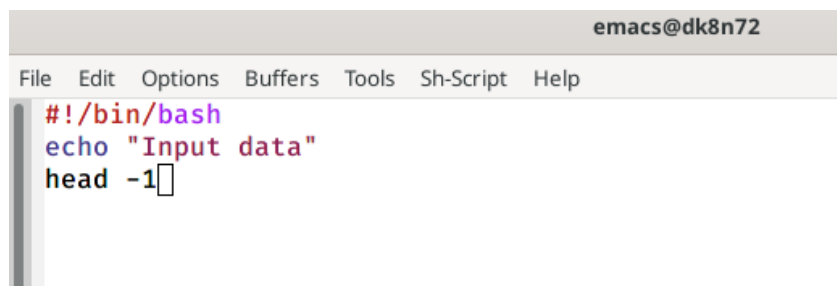 emacs@dk8n72
File Edit Options Buffers Tools Sh-Script Help
#!/bin/bash
echo "Input data"
head -1